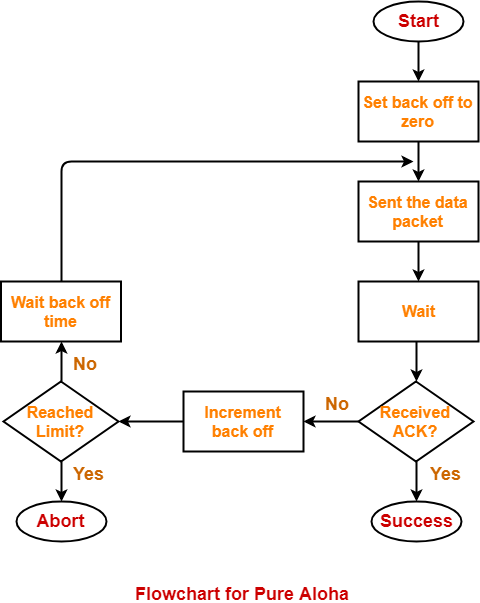 Start
Set back off to
zero
Sent the data
packet
Wait back off
time
Wait
No
No
Reached
Limit?
Increment
back off
Received
ACK?
Yes
Yes
Abort
Success
Flowchart for Pure Aloha